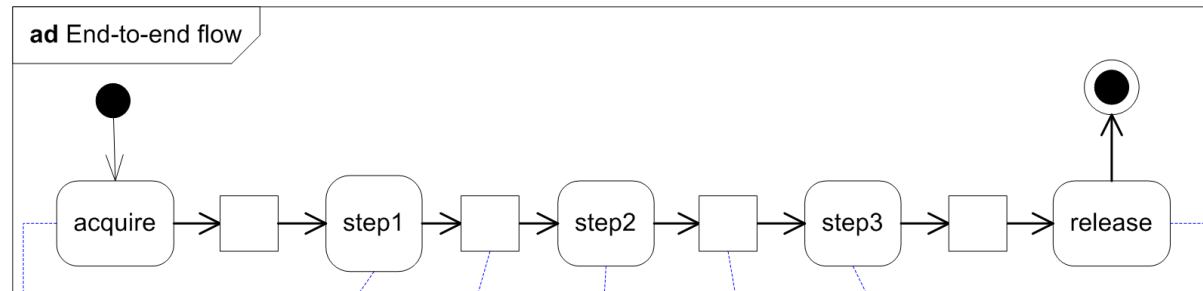 ad End-to-end flow
acquire
step1
step2
step3
release